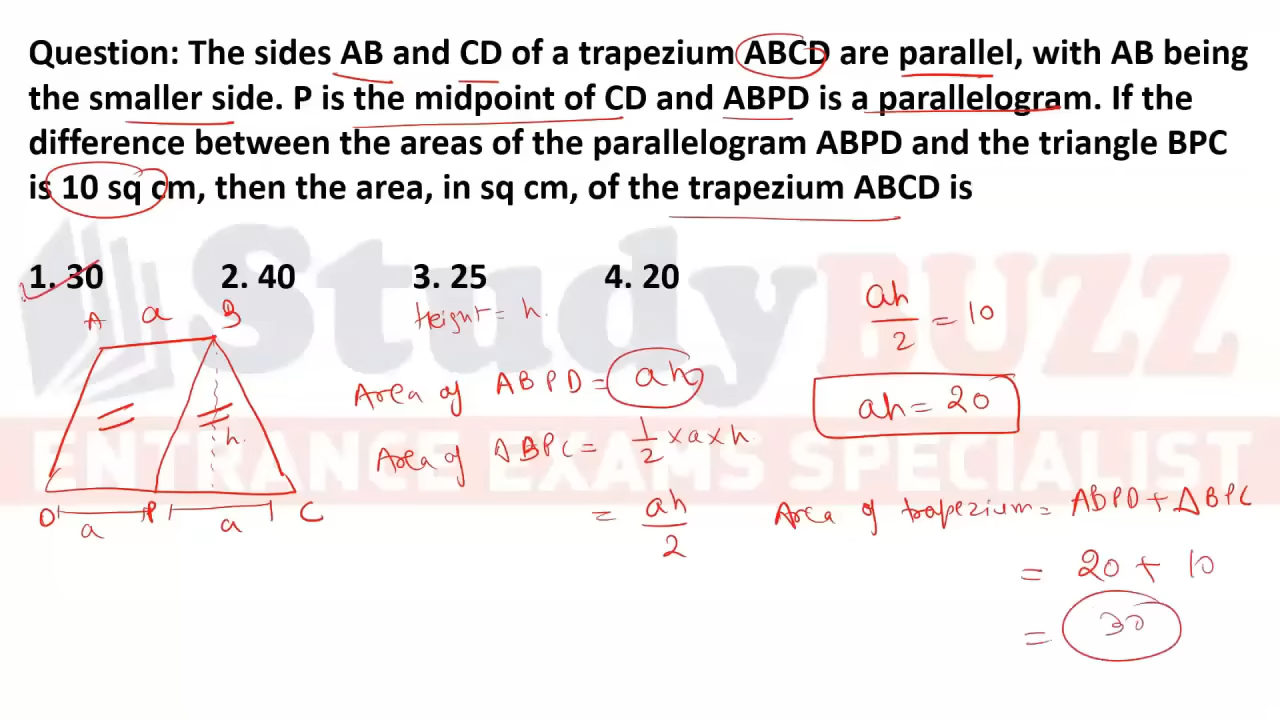 Question: The sides AB and CD of a trapezium ABCD are parallel, with AB being
the smaller side. P is the midpoint of CD and ABPD is a parallelogram. If the
difference between the areas of the parallelogram ABPD and the triangle BPC
is 10 sq cm, then the area, in sq cm, of the trapezium ABCD is
1. 30 2. 40 3. 25 4. 20
A a B
Height = h.
ah/2 = 10
Area of ABPD = ah
ah = 20
h.
Area of ΔBPC = 1/2 × a × h.
= ah/2
D P C
a a
Area of trapezium = ABPD + ΔBPC
= 20 + 10
= 30
StudyBUZZ
ENTRANCE EXAMS SPECIALIST